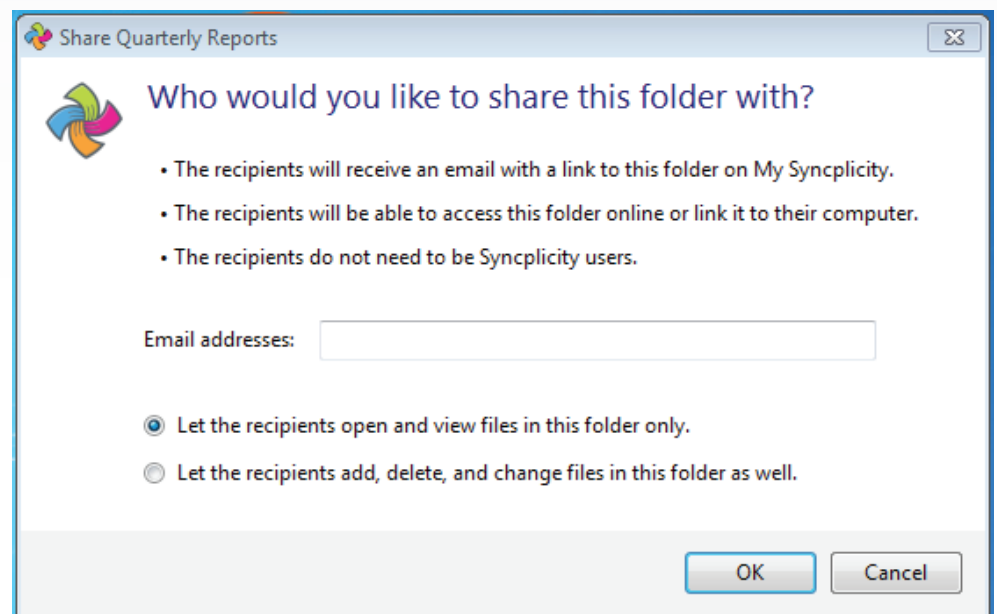 Share Quarterly Reports
Who would you like to share this folder with?
• The recipients will receive an email with a link to this folder on My Syncplicity.
• The recipients will be able to access this folder online or link it to their computer.
• The recipients do not need to be Syncplicity users.
Email addresses:
Let the recipients open and view files in this folder only.
Let the recipients add, delete, and change files in this folder as well.
OK Cancel